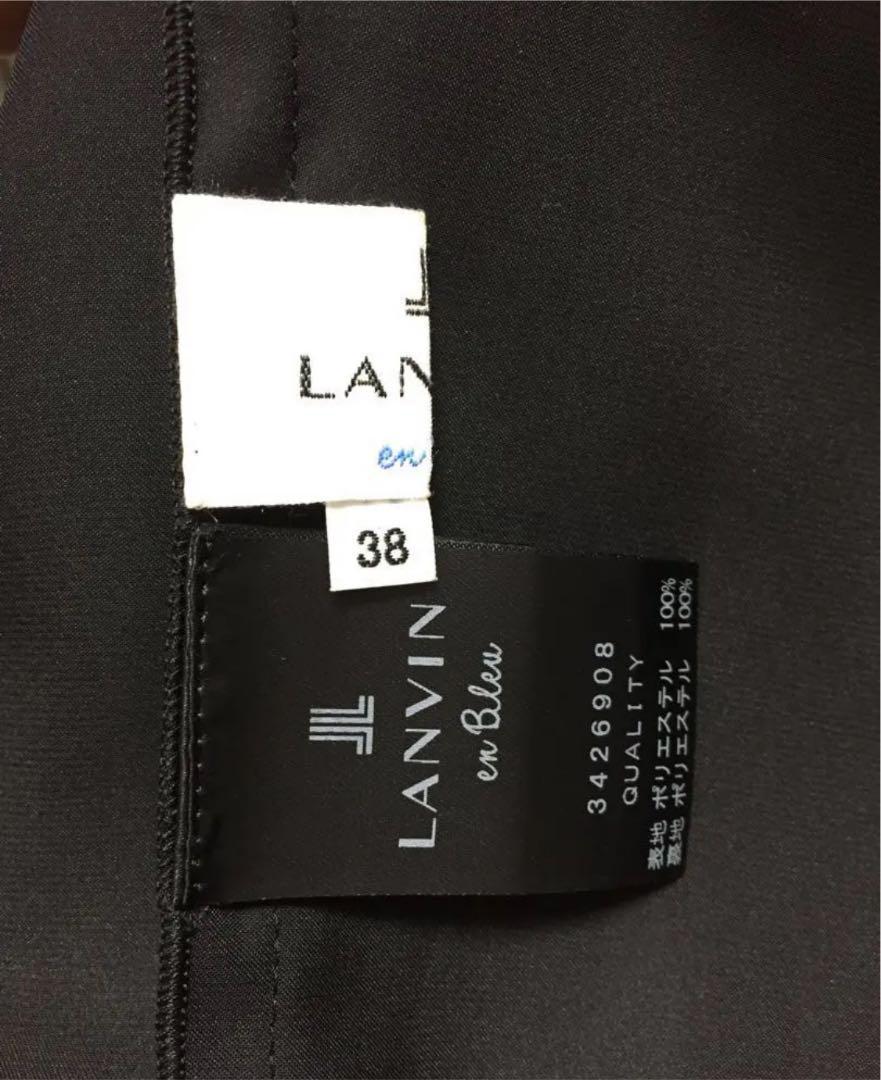 LAN
en
38
LANVIN
en Bleu
3426908
QUALITY
表地 ポリエステル 100%
裏地 ポリエステル 100%